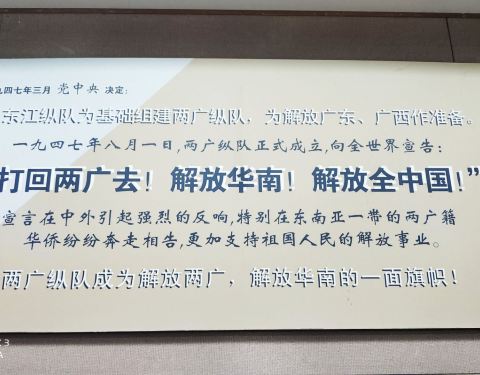 九四七年三月 党中央 决定：
东江纵队为基础组建两广纵队，为解放广东、广西作准备。
一九四七年八月一日，两广纵队正式成立，向全世界宣告：
打回两广去！解放华南！解放全中国！”
宣言在中外引起强烈的反响，特别在东南亚一带的两广籍
华侨纷纷奔走相告，更加支持祖国人民的解放事业。
两广纵队成为解放两广，解放华南的一面旗帜！